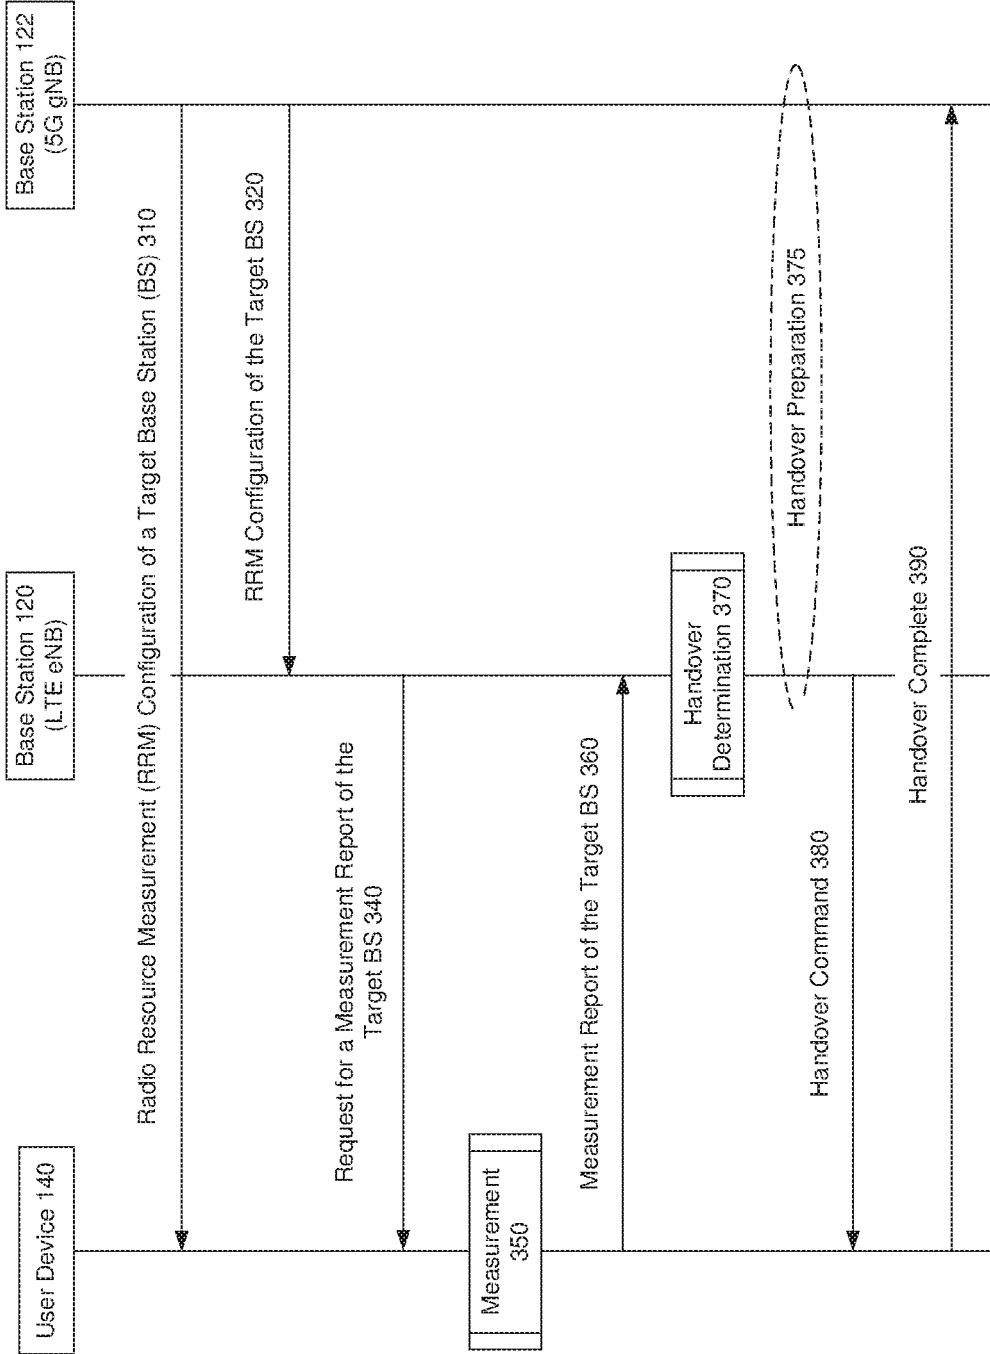 User Device 140
Base Station 120
(LTE eNB)
Base Station 122
(5G gNB)
Radio Resource Measurement (RRM) Configuration of a Target Base Station (BS) 310
RRM Configuration of the Target BS 320
Request for a Measurement Report of the
Target BS 340
Measurement
350
Measurement Report of the Target BS 360
Handover
Determination 370
Handover Preparation 375
Handover Command 380
Handover Complete 390